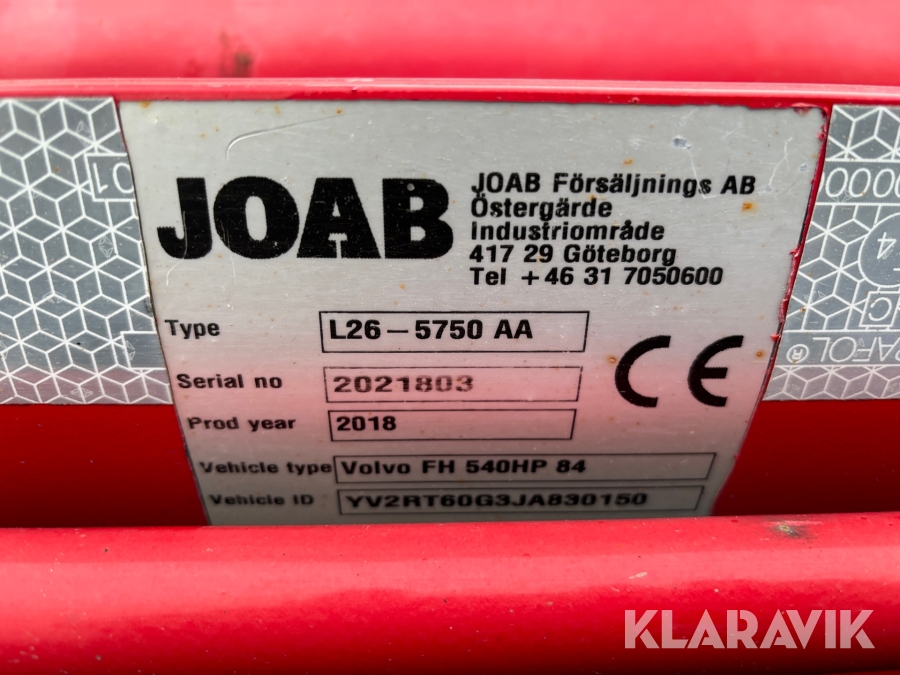 JOAB
JOAB Försäljnings AB
Östergärde
Industriområde
417 29 Göteborg
Tel +46 31 7050600
Type L26-5750 AA
Serial no 2021803
Prod year 2018
Vehicle type Volvo FH 540HP 84
Vehicle ID YV2RT60G3JA830150
CE
KLARAVIK